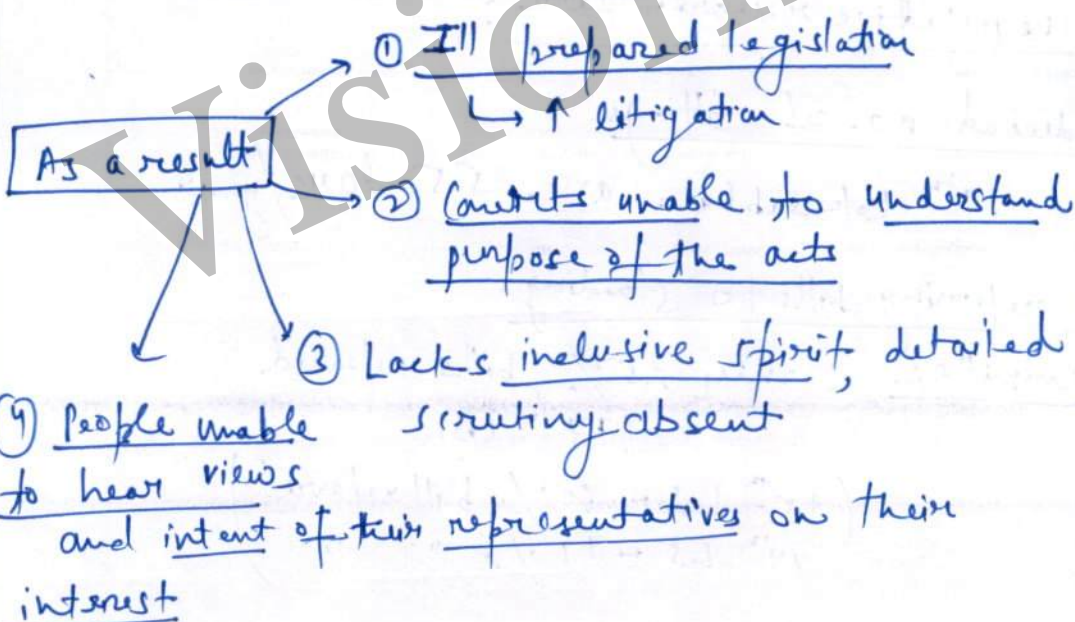 ① Ill prepared legislation
↳ ↑ litigation
As a result
② Courts unable to understand
purpose of the acts
③ Lacks inclusive spirit, detailed
scrutiny absent
④ People unable
to hear views
and intent of their representatives on their
interest
Vision